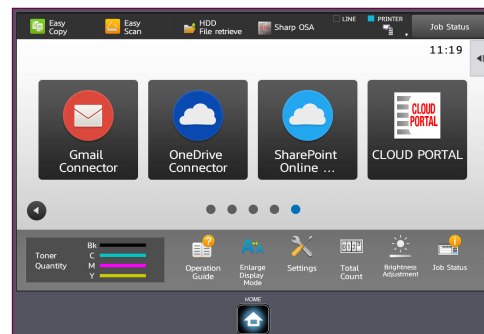 Easy
Copy
Easy
Scan
HDD
File retrieve
Sharp OSA
LINE
PRINTER
Job Status
11:19
Gmail
Connector
OneDrive
Connector
SharePoint
Online ...
CLOUD
PORTAL
CLOUD PORTAL
Toner
Quantity
Bk
C
M
Y
Operation
Guide
Enlarge
Display
Mode
Settings
Total
Count
Brightness
Adjustment
Job Status
HOME